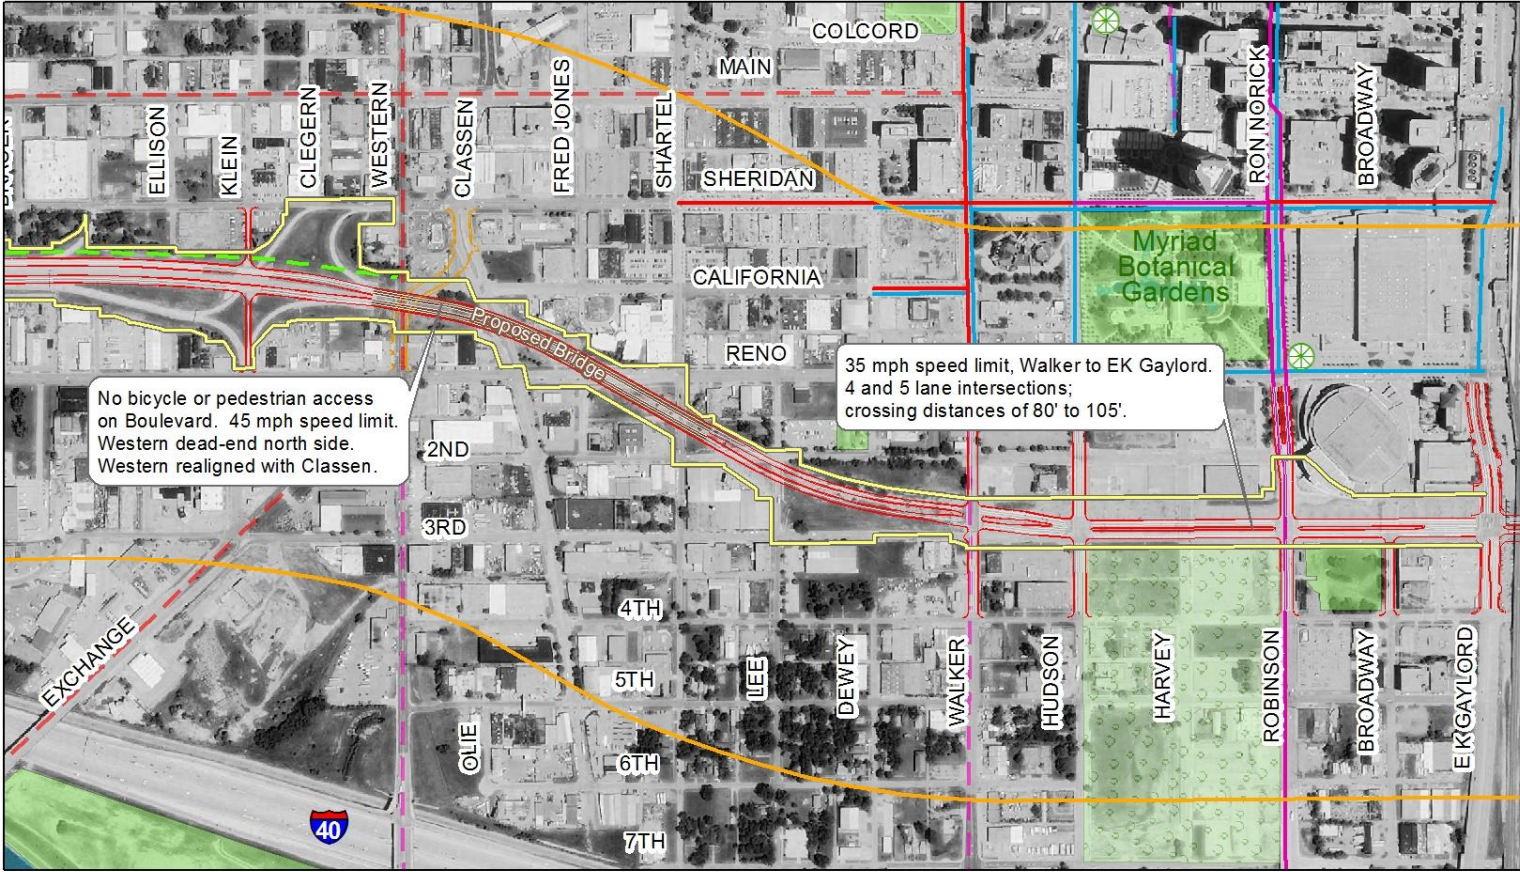 COLCORD
MAIN
ELLISON
KLEIN
CLEGERN
WESTERN
CLASSEN
FRED JONES
SHARTEL
SHERIDAN
RON NORICK
BROADWAY
CALIFORNIA
Myriad
Botanical
Gardens
Proposed Bridge
RENO
No bicycle or pedestrian access
on Boulevard.  45 mph speed limit.
Western dead-end north side.
Western realigned with Classen.
35 mph speed limit, Walker to EK Gaylord.
4 and 5 lane intersections;
crossing distances of 80' to 105'.
2ND
3RD
4TH
5TH
6TH
7TH
EXCHANGE
OLIE
LEE
DEWEY
WALKER
HUDSON
HARVEY
ROBINSON
BROADWAY
E K GAYLORD
40